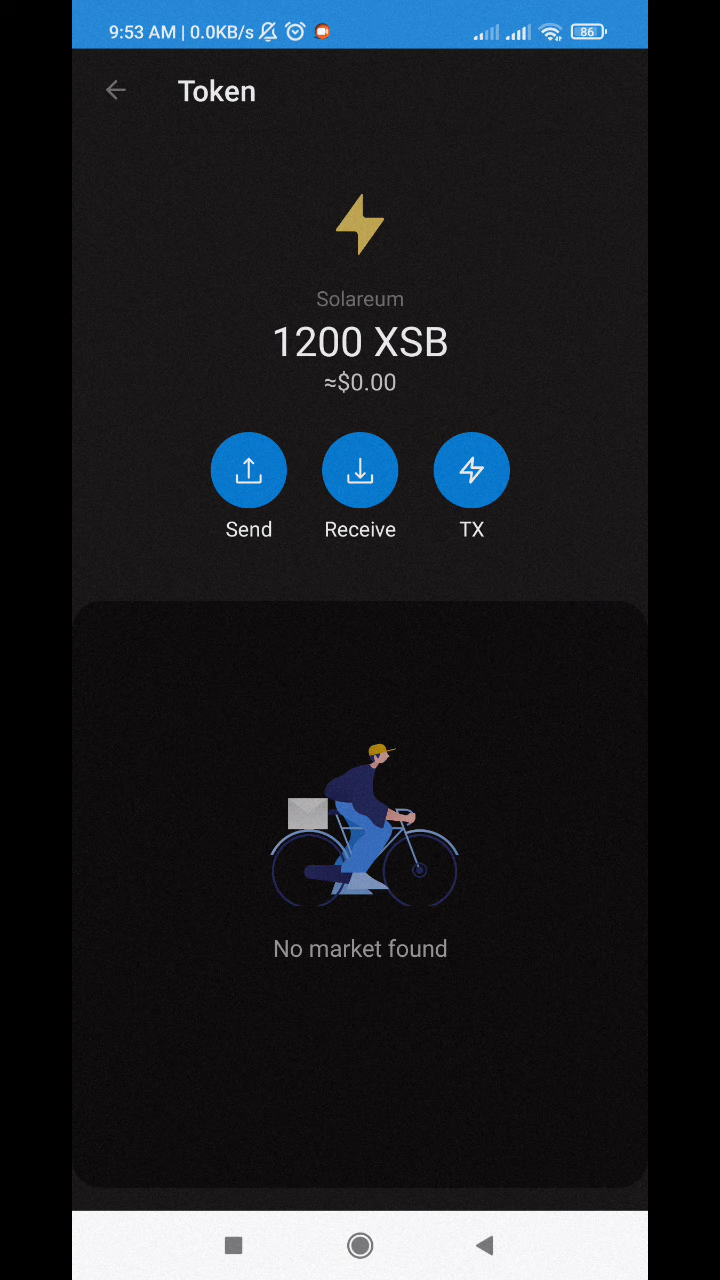 9:53 AM | 0.0KB/s 86
Token
Solareum
1200 XSB
≈$0.00
Send Receive TX
No market found